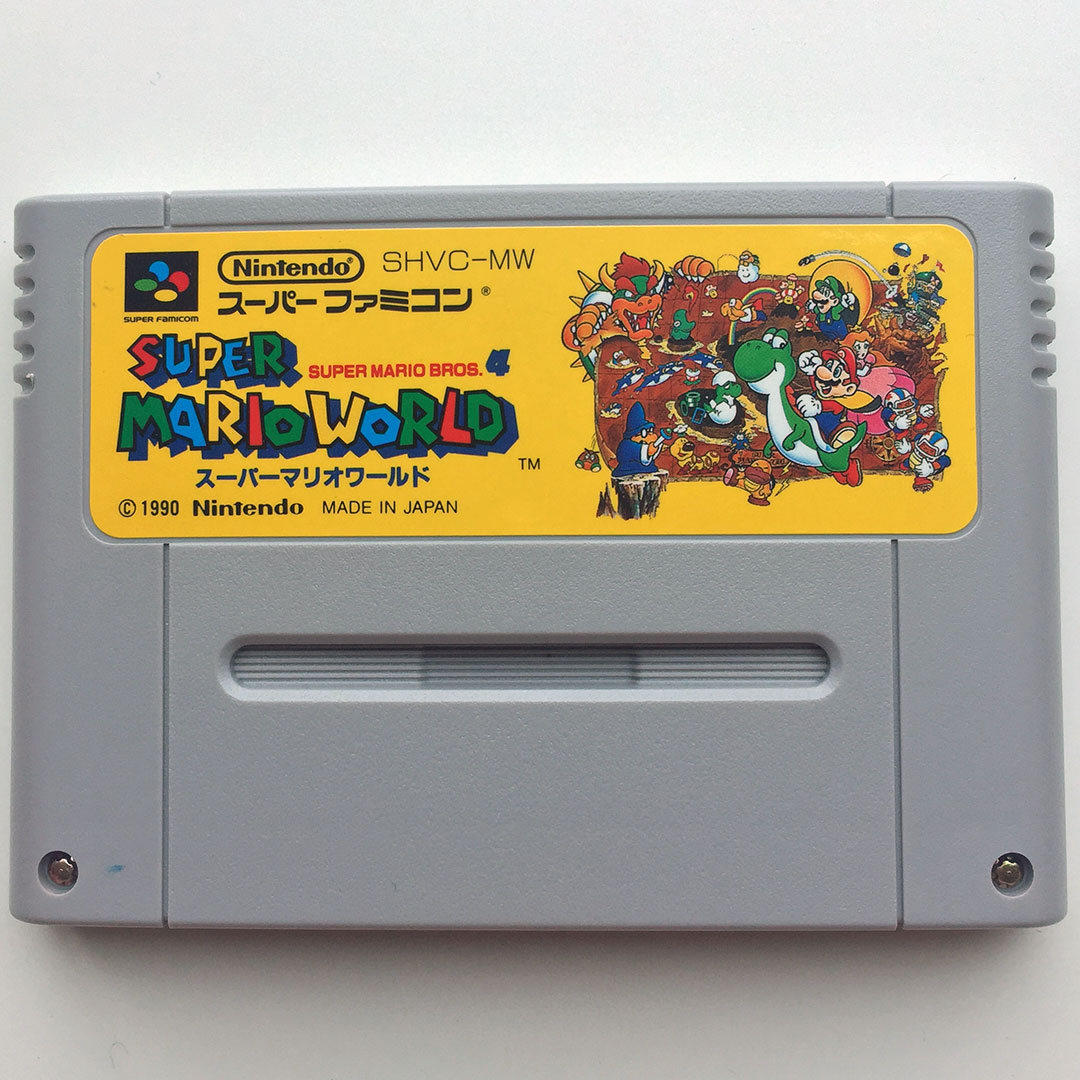 SUPER FAMICOM
Nintendo® SHVC-MW
スーパーファミコン®
SUPER
SUPER MARIO BROS. 4
MARIO WORLD
スーパーマリオワールド
TM
© 1990 Nintendo MADE IN JAPAN